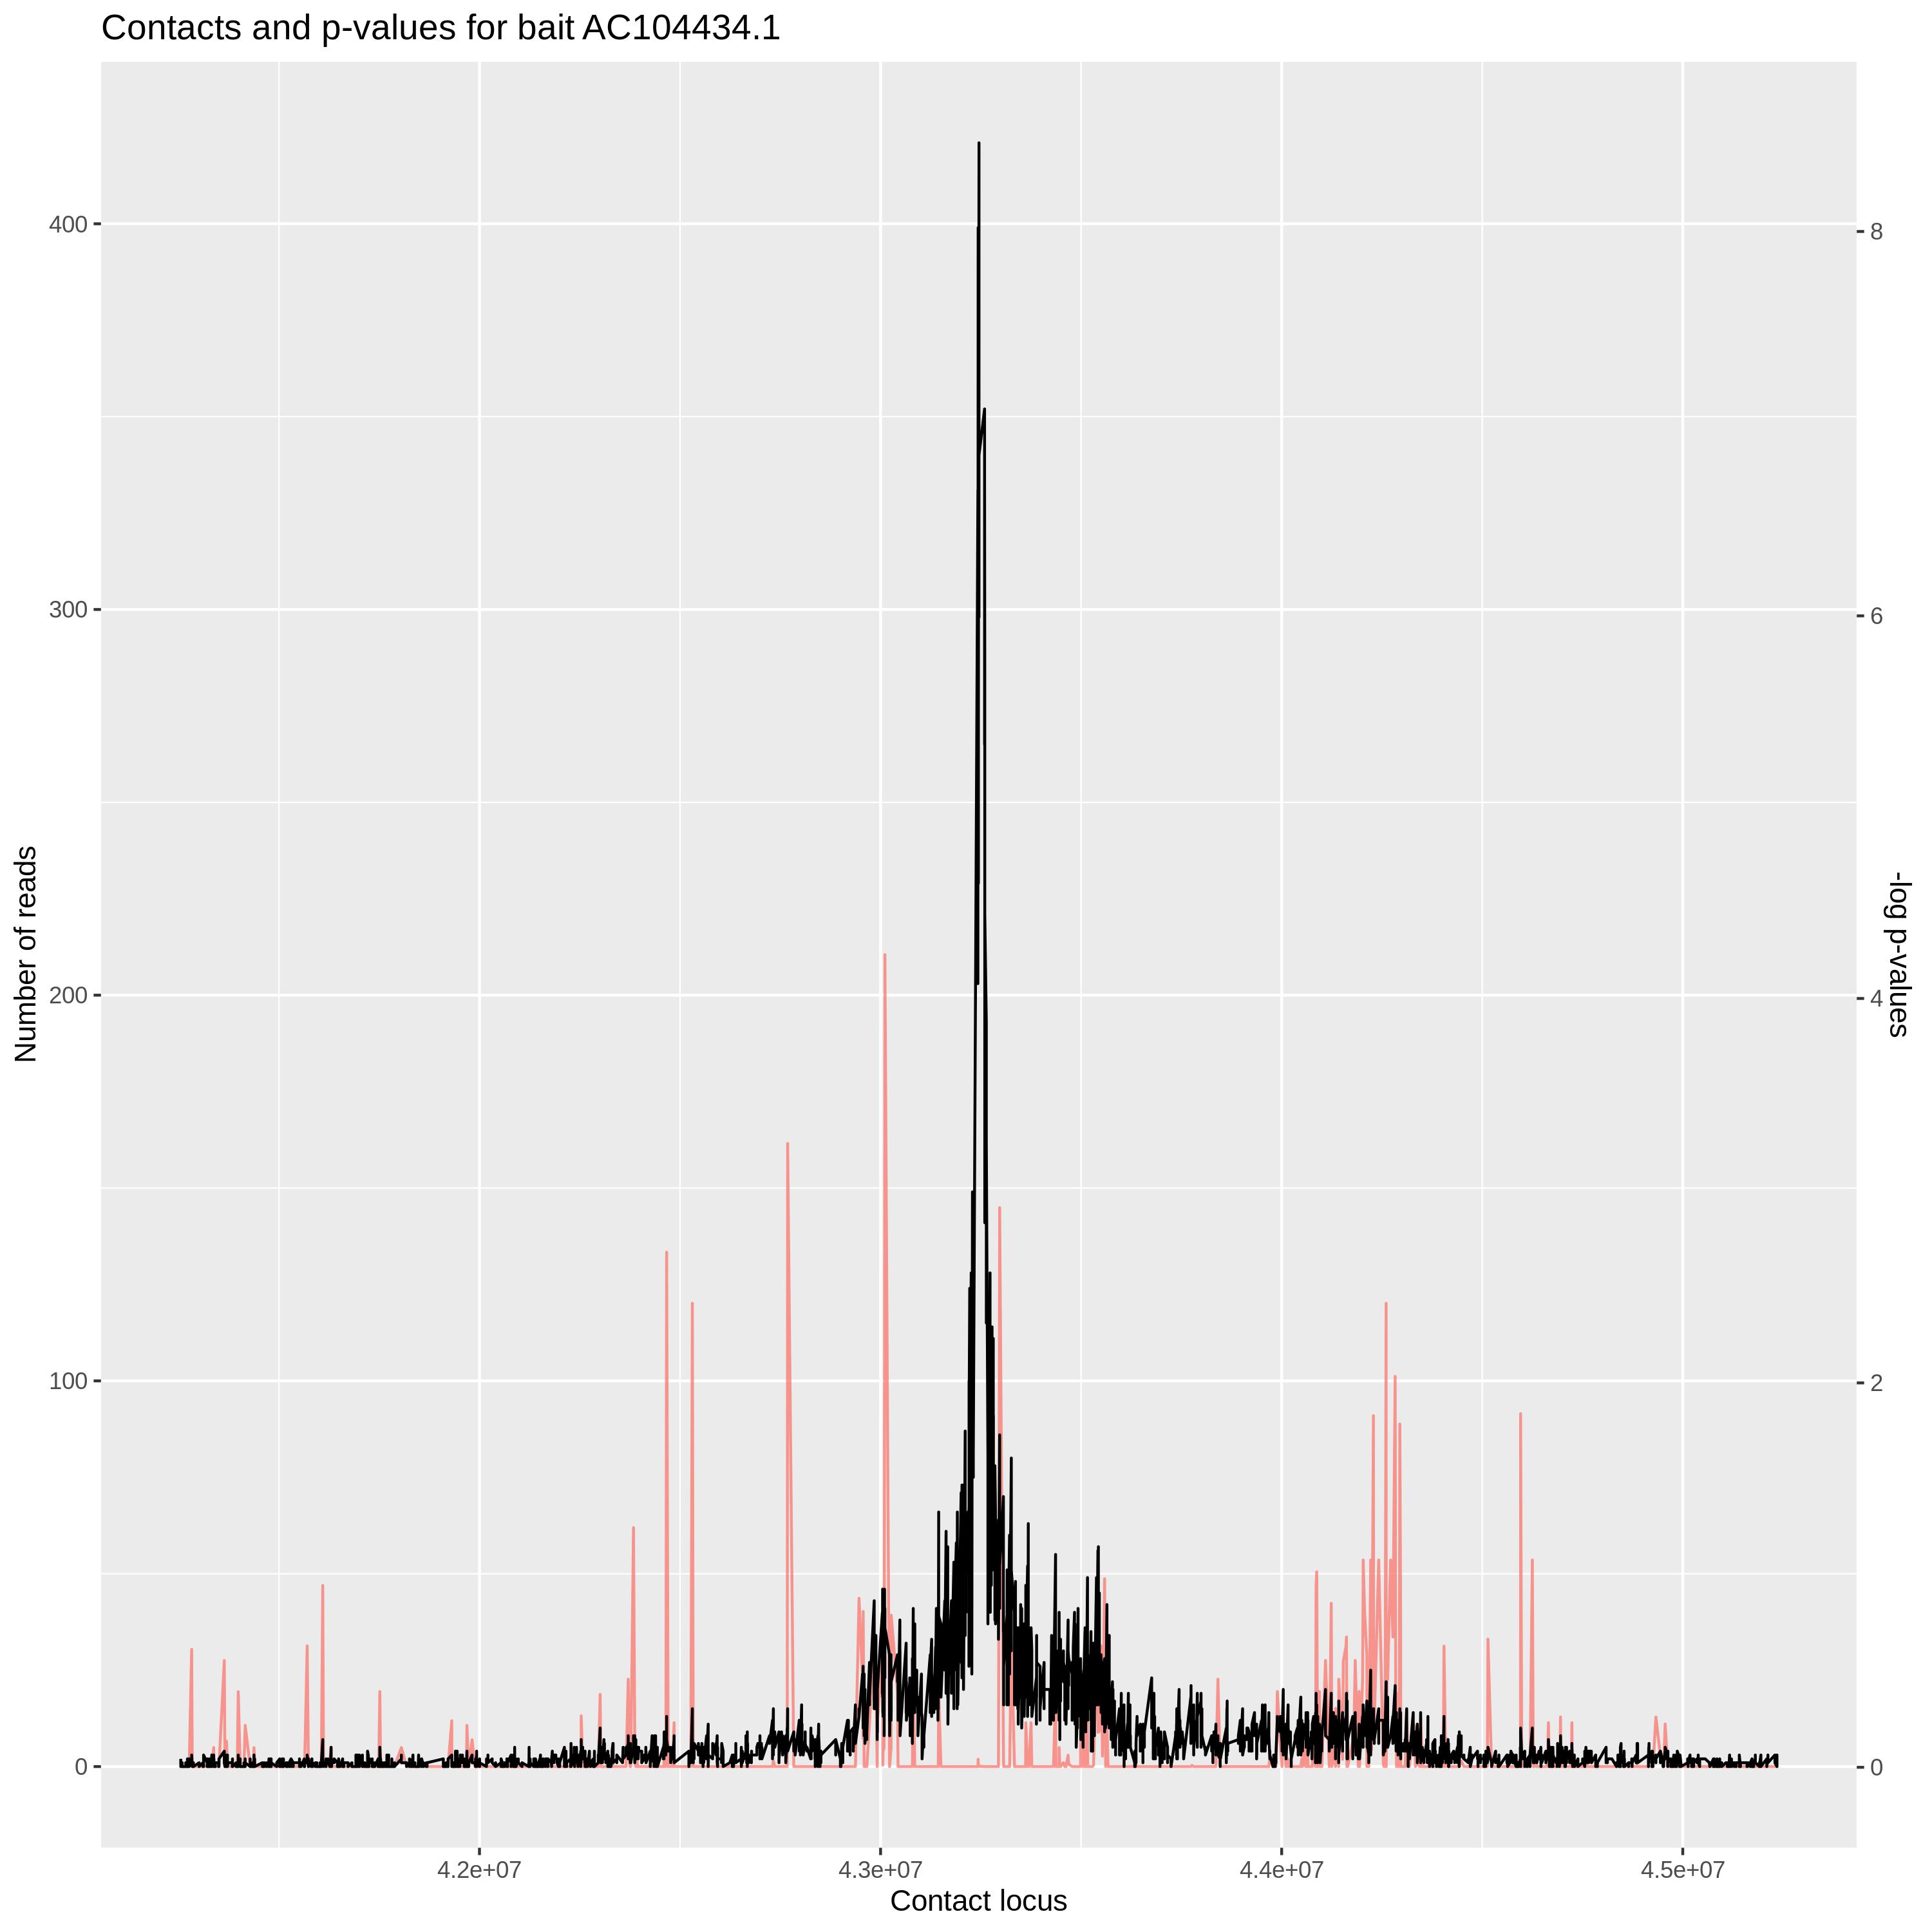 Contacts and p-values for bait AC104434.1
400
300
200
100
0
Number of reads
8
6
4
2
0
-log p-values
4.2e+07
4.3e+07
4.4e+07
4.5e+07
Contact locus